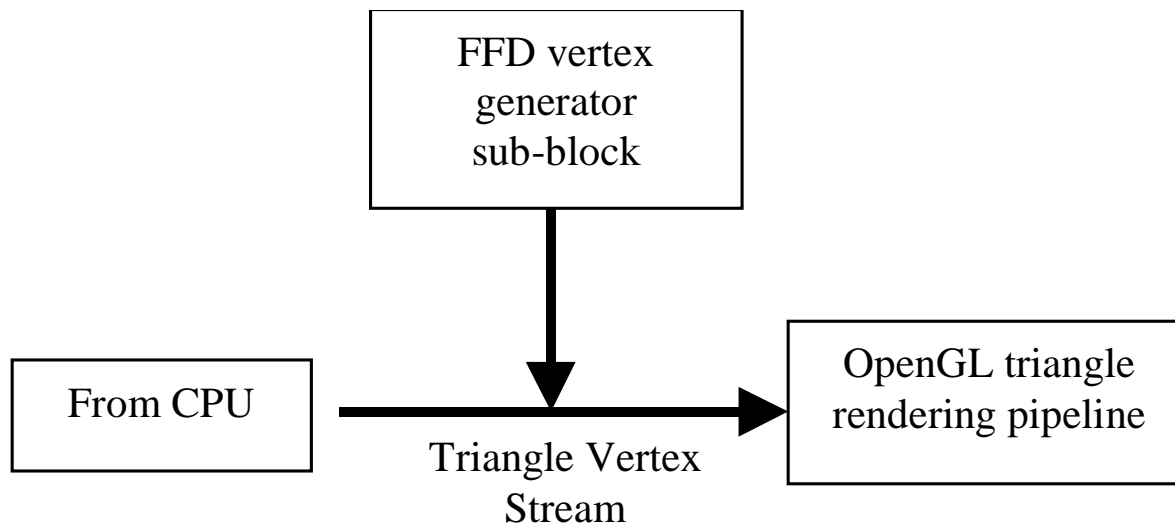 FFD vertex
generator
sub-block
From CPU
OpenGL triangle
rendering pipeline
Triangle Vertex
Stream